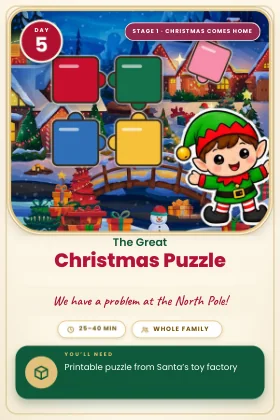 DAY
5
STAGE 1 · CHRISTMAS COMES HOME
The Great
Christmas Puzzle
We have a problem at the North Pole!
25–40 MIN
WHOLE FAMILY
YOU'LL NEED
Printable puzzle from Santa's toy factory